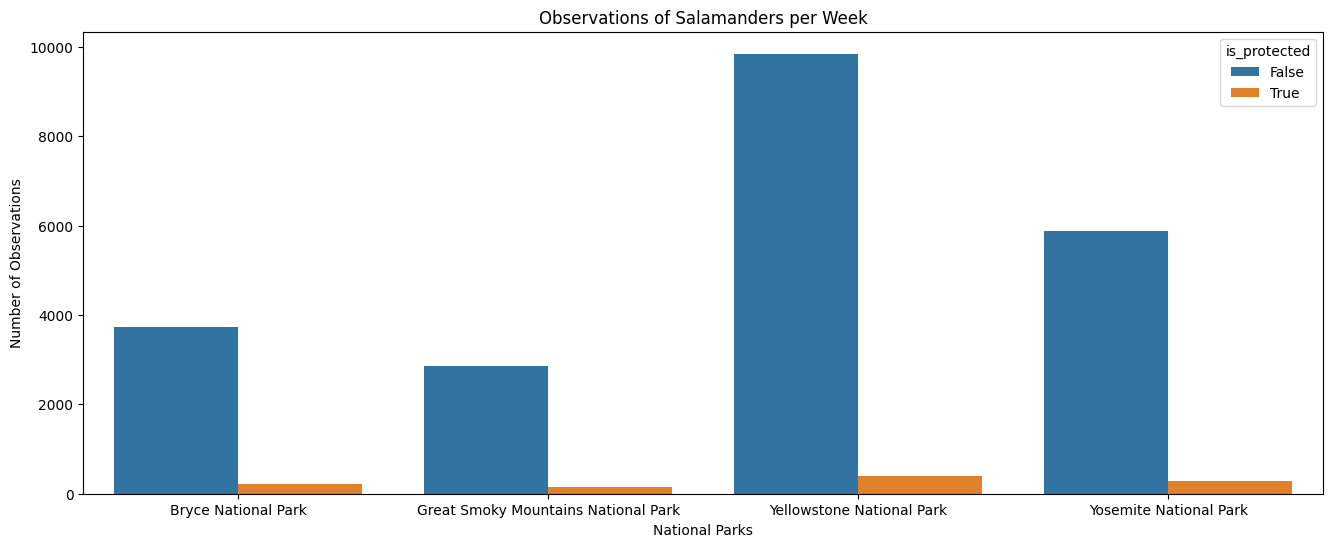 Observations of Salamanders per Week
is_protected
False
True
Number of Observations
10000
8000
6000
4000
2000
0
Bryce National Park
Great Smoky Mountains National Park
Yellowstone National Park
Yosemite National Park
National Parks